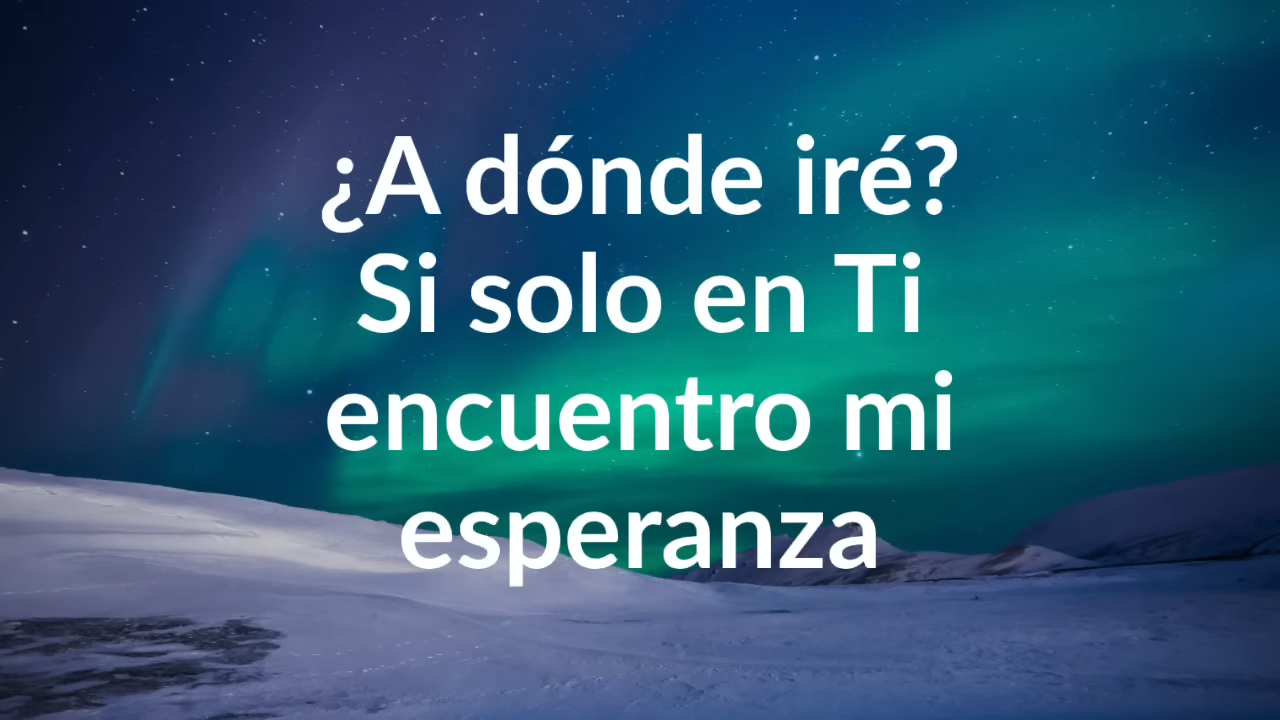 ¿A dónde iré?
Si solo en Ti
encuentro mi
esperanza